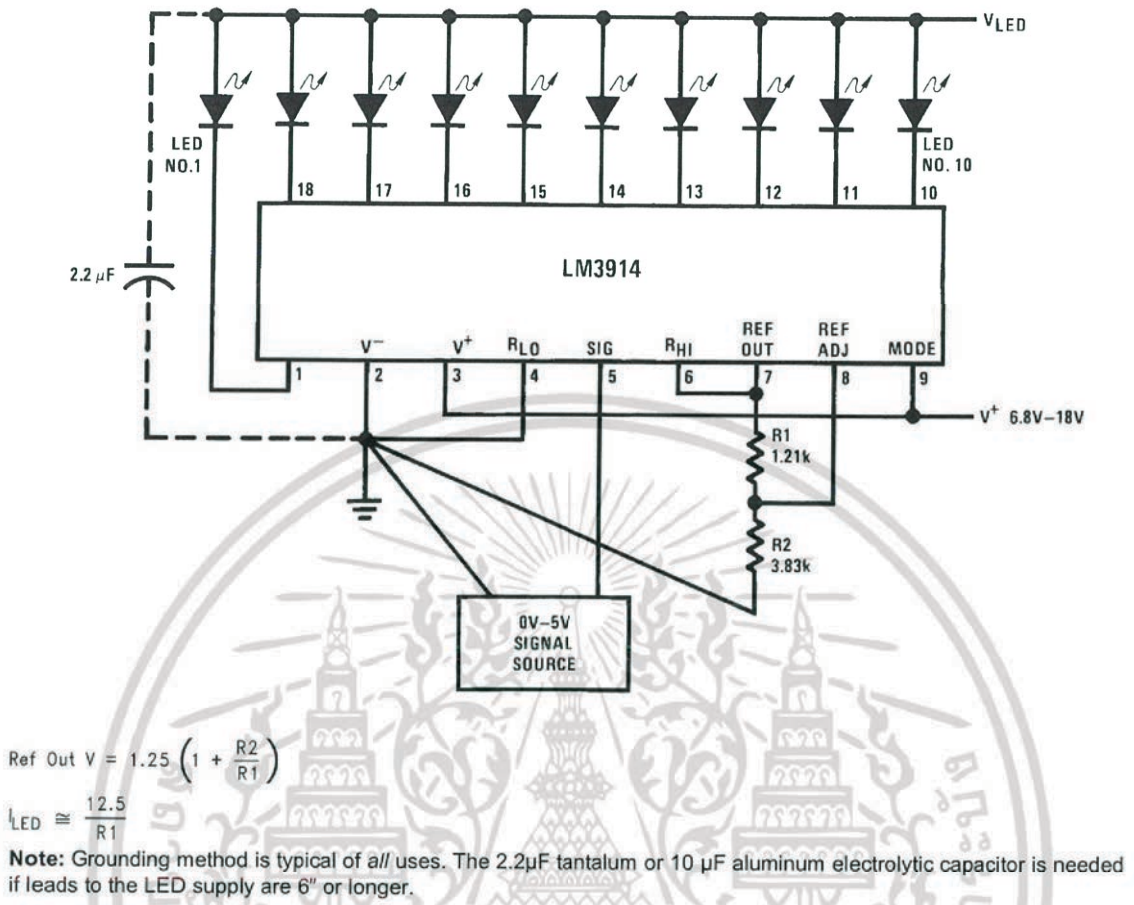 V_LED
LED
NO.1
LED
NO. 10
18
17
16
15
14
13
12
11
10
2.2 μF
LM3914
V⁻
V⁺
R_LO
SIG
R_HI
REF
OUT
REF
ADJ
MODE
1
2
3
4
5
6
7
8
9
V⁺ 6.8V–18V
R1
1.21k
R2
3.83k
0V–5V
SIGNAL
SOURCE
Ref Out V = 1.25 (1 + R2/R1)
I_LED ≅ 12.5/R1
Note: Grounding method is typical of all uses. The 2.2μF tantalum or 10 μF aluminum electrolytic capacitor is needed
if leads to the LED supply are 6" or longer.